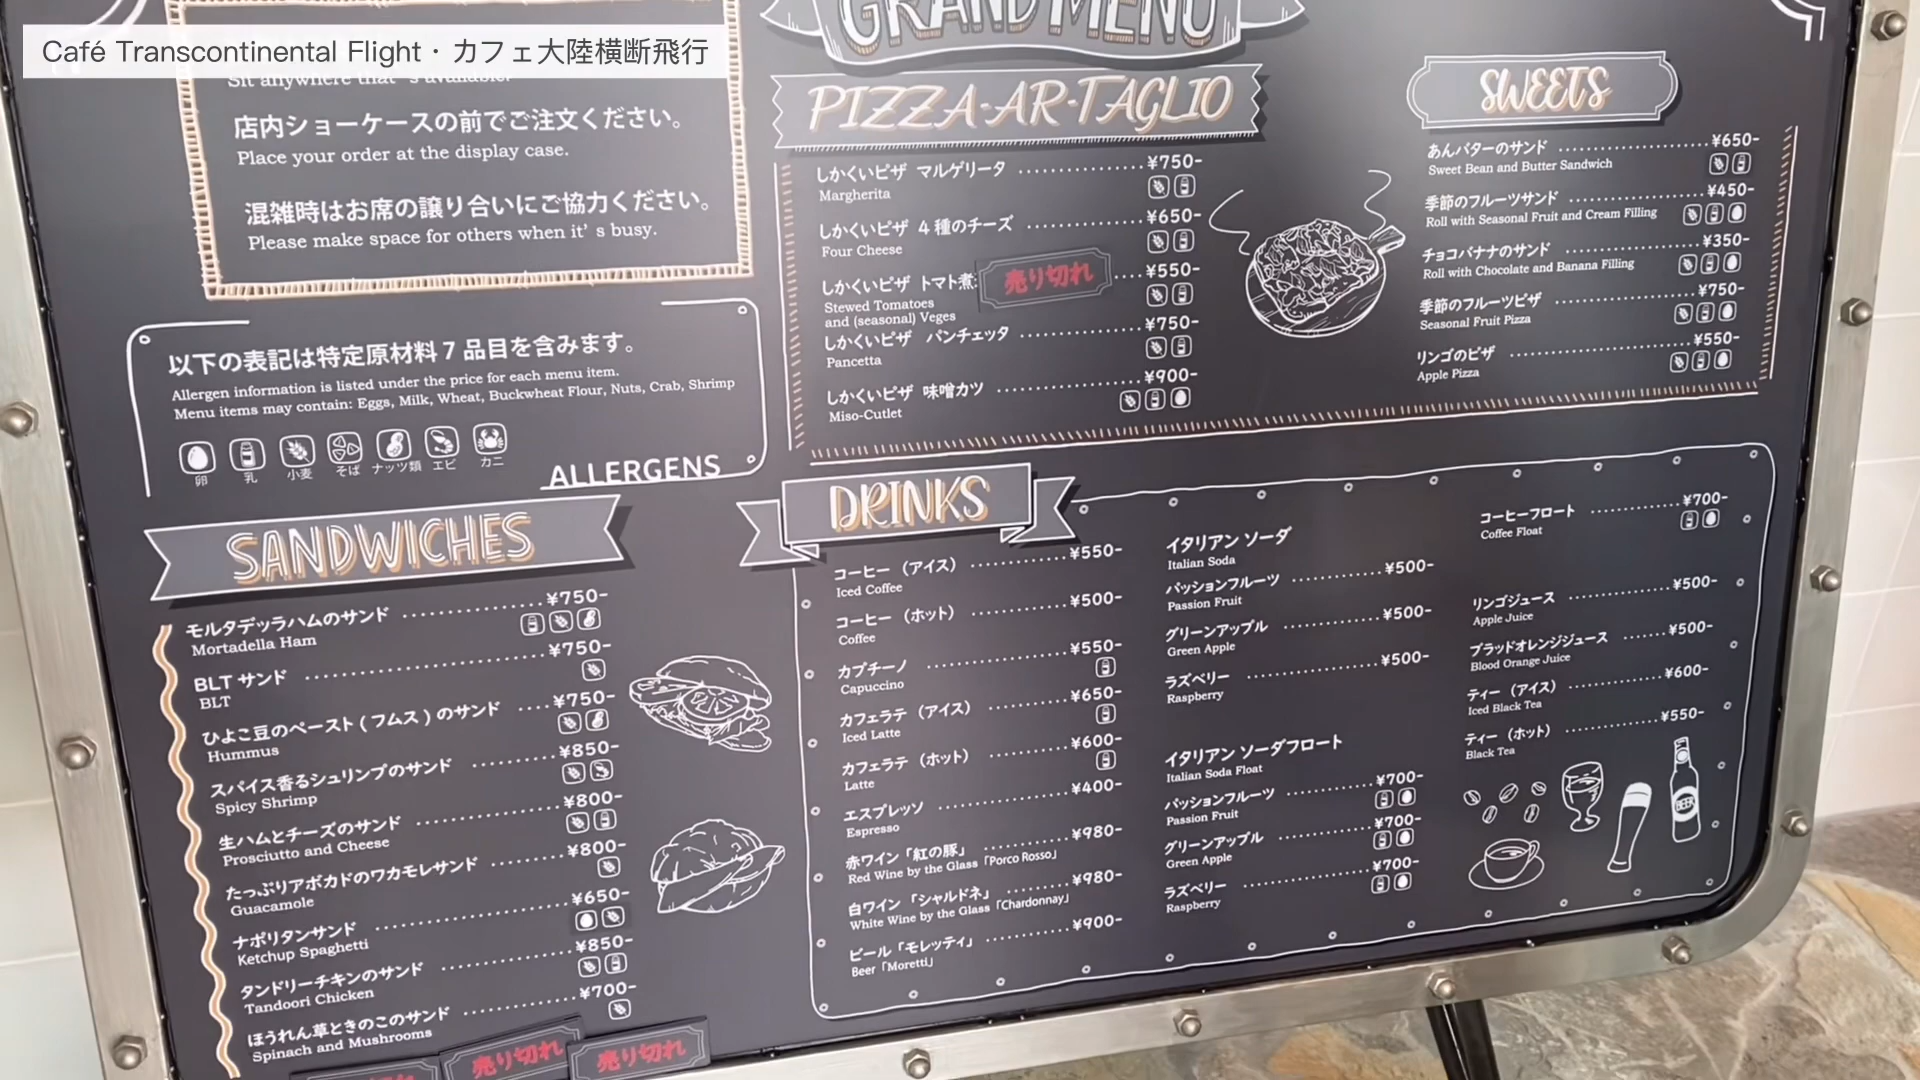 Café Transcontinental Flight・カフェ大陸横断飛行
Sit anywhere that's available.
店内ショーケースの前でご注文ください。
Place your order at the display case.
混雑時はお席の譲り合いにご協力ください。
Please make space for others when it's busy.
以下の表記は特定原材料7品目を含みます。
Allergen information is listed under the price for each menu item.
Menu items may contain: Eggs, Milk, Wheat, Buckwheat Flour, Nuts, Crab, Shrimp
卵 乳 小麦 そば ナッツ類 エビ カニ
ALLERGENS
SANDWICHES
モルタデッラハムのサンド ¥750-
Mortadella Ham
BLT サンド ¥750-
BLT
ひよこ豆のペースト(フムス)のサンド ¥750-
Hummus
スパイス香るシュリンプのサンド ¥850-
Spicy Shrimp
生ハムとチーズのサンド ¥800-
Prosciutto and Cheese
たっぷりアボカドのワカモレサンド ¥800-
Guacamole
ナポリタンサンド ¥650-
Ketchup Spaghetti
タンドリーチキンのサンド ¥850-
Tandoori Chicken
ほうれん草ときのこのサンド ¥700-
Spinach and Mushrooms
売り切れ
売り切れ
GRAND MENU
PIZZA-AR-TAGLIO
しかくいピザ マルゲリータ ¥750-
Margherita
しかくいピザ 4種のチーズ ¥650-
Four Cheese
しかくいピザ トマト煮 売り切れ ¥550-
Stewed Tomatoes
and (seasonal) Veges
しかくいピザ パンチェッタ ¥750-
Pancetta
しかくいピザ 味噌カツ ¥900-
Miso-Cutlet
SWEETS
あんバターのサンド ¥650-
Sweet Bean and Butter Sandwich
季節のフルーツサンド ¥450-
Roll with Seasonal Fruit and Cream Filling
チョコバナナのサンド ¥350-
Roll with Chocolate and Banana Filling
季節のフルーツピザ ¥750-
Seasonal Fruit Pizza
リンゴのピザ ¥550-
Apple Pizza
DRINKS
コーヒー(アイス) ¥550-
Iced Coffee
コーヒー(ホット) ¥500-
Coffee
カプチーノ ¥550-
Capuccino
カフェラテ(アイス) ¥650-
Iced Latte
カフェラテ(ホット) ¥600-
Latte
エスプレッソ ¥400-
Espresso
赤ワイン「紅の豚」 ¥980-
Red Wine by the Glass「Porco Rosso」
白ワイン「シャルドネ」 ¥980-
White Wine by the Glass「Chardonnay」
ビール「モレッティ」 ¥900-
Beer「Moretti」
イタリアン ソーダ
Italian Soda
パッションフルーツ ¥500-
Passion Fruit
グリーンアップル ¥500-
Green Apple
ラズベリー ¥500-
Raspberry
イタリアン ソーダフロート
Italian Soda Float
パッションフルーツ ¥700-
Passion Fruit
グリーンアップル ¥700-
Green Apple
ラズベリー ¥700-
Raspberry
コーヒーフロート ¥700-
Coffee Float
リンゴジュース ¥500-
Apple Juice
ブラッドオレンジジュース ¥500-
Blood Orange Juice
ティー(アイス) ¥600-
Iced Black Tea
ティー(ホット) ¥550-
Black Tea
BEER